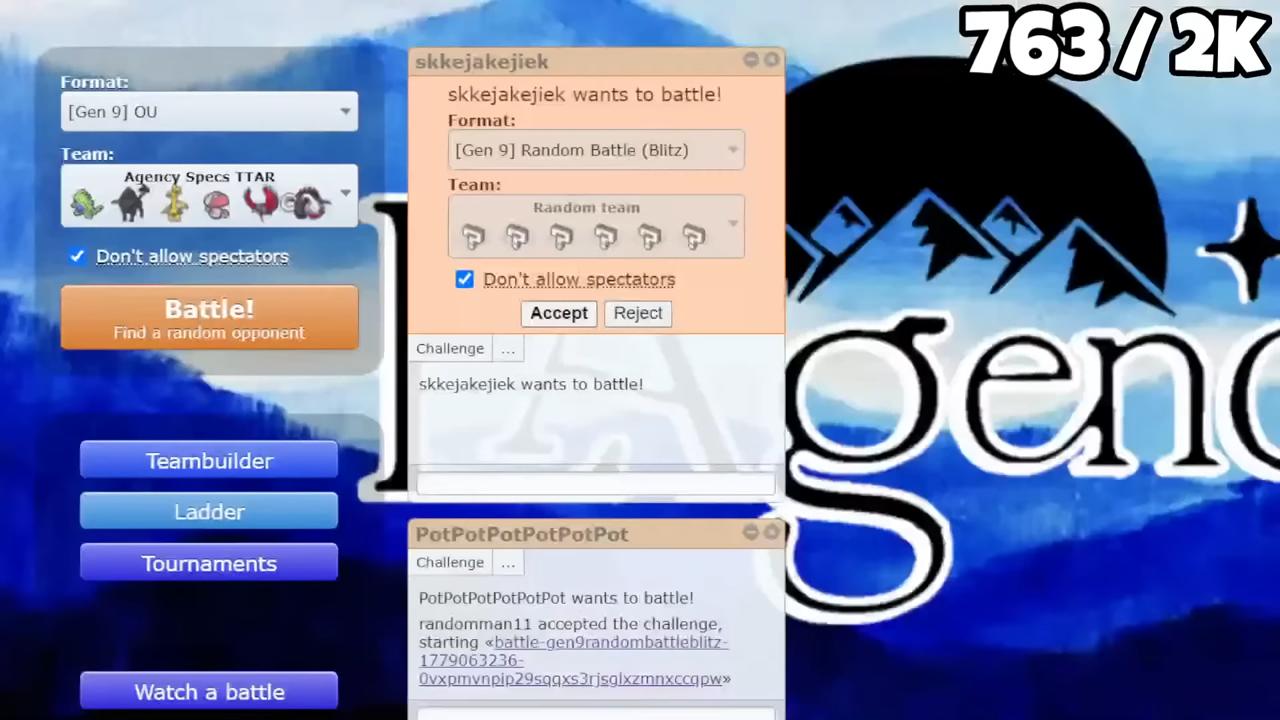 763 / 2K
Format:
[Gen 9] OU
Team:
Agency Specs TTAR
Don't allow spectators
Battle!
Find a random opponent
Teambuilder
Ladder
Tournaments
Watch a battle
skkejakejiek
skkejakejiek wants to battle!
Format:
[Gen 9] Random Battle (Blitz)
Team:
Random team
Don't allow spectators
Accept
Reject
Challenge
...
skkejakejiek wants to battle!
PotPotPotPotPotPot
Challenge
...
PotPotPotPotPotPot wants to battle!
randomman11 accepted the challenge,
starting «battle-gen9randombattleblitz-
1779063236-
0vxpmvnpip29sqqxs3rjsglxzmnxccqpw»